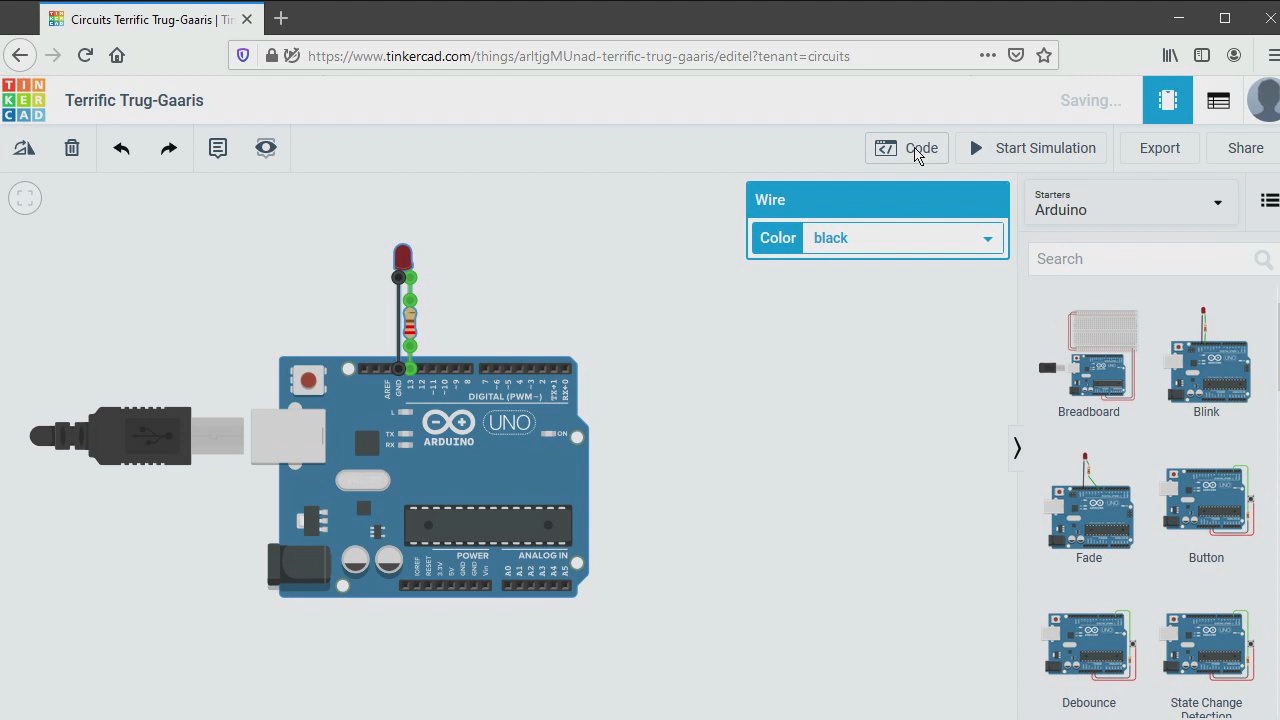 Circuits Terrific Trug-Gaaris | Tin
https://www.tinkercad.com/things/arltjgMUrad-terrific-trug-gaaris/editel?tenant=circuits
TIN
KER
CAD
Terrific Trug-Gaaris
Saving...
Code
Start Simulation
Export
Share
Wire
Color
black
Starters
Arduino
Search
Breadboard
Blink
Fade
Button
Debounce
State Change
Detection
AREF
GND
13
12
~11
~10
~9
8
7
~6
~5
4
~3
2
TX→1
RX←0
DIGITAL (PWM~)
L
TX
RX
ARDUINO
UNO
ON
POWER
ANALOG IN
IOREF
RESET
3.3V
5V
GND
GND
Vin
A0
A1
A2
A3
A4
A5